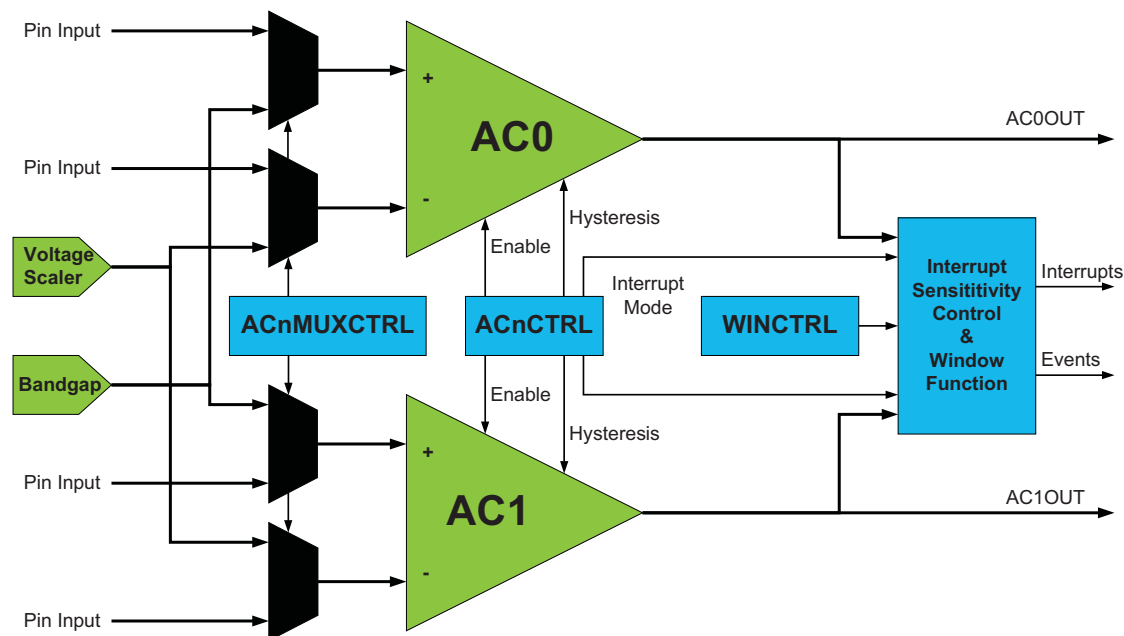 Pin Input
AC0OUT
+
AC0
Pin Input
-
Hysteresis
Enable
Voltage
Scaler
Interrupt
Mode
Interrupt
Sensititivity
Control
&
Window
Function
Interrupts
ACnMUXCTRL
ACnCTRL
WINCTRL
Bandgap
Events
Enable
Hysteresis
+
Pin Input
AC1
AC1OUT
-
Pin Input